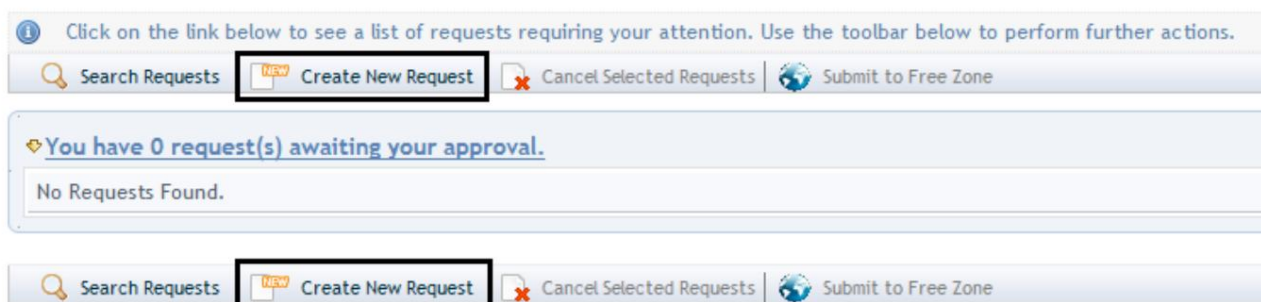 Click on the link below to see a list of requests requiring your attention. Use the toolbar below to perform further actions.
Search Requests NEW Create New Request Cancel Selected Requests Submit to Free Zone
You have 0 request(s) awaiting your approval.
No Requests Found.
Search Requests NEW Create New Request Cancel Selected Requests Submit to Free Zone